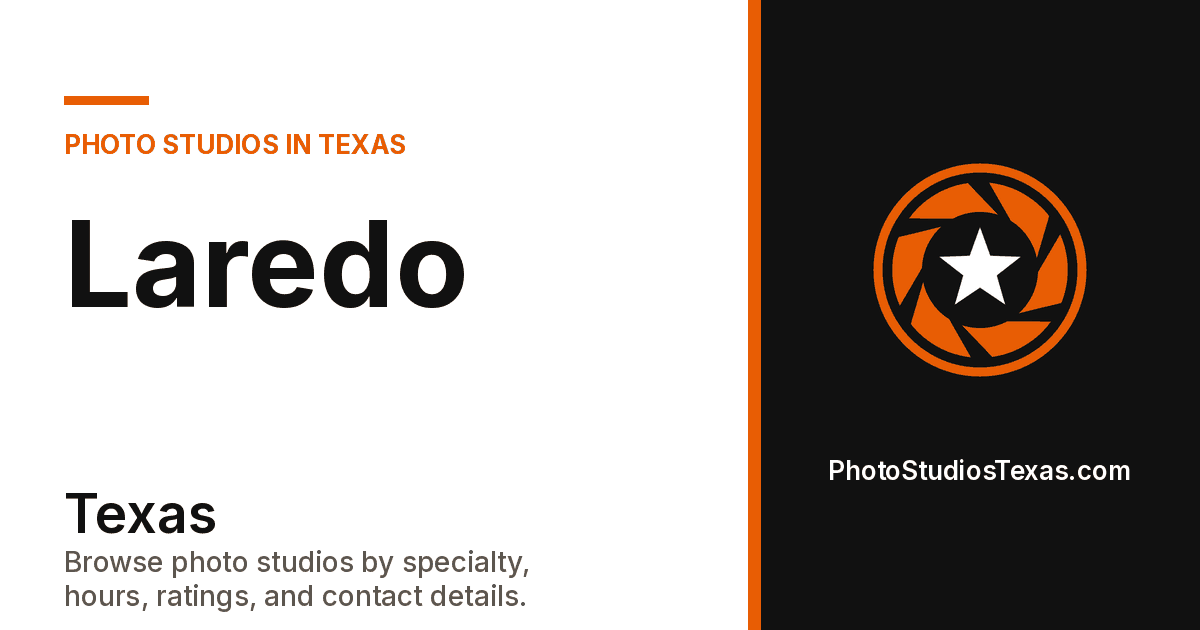 PHOTO STUDIOS IN TEXAS
Laredo
Texas
Browse photo studios by specialty,
hours, ratings, and contact details.
PhotoStudiosTexas.com